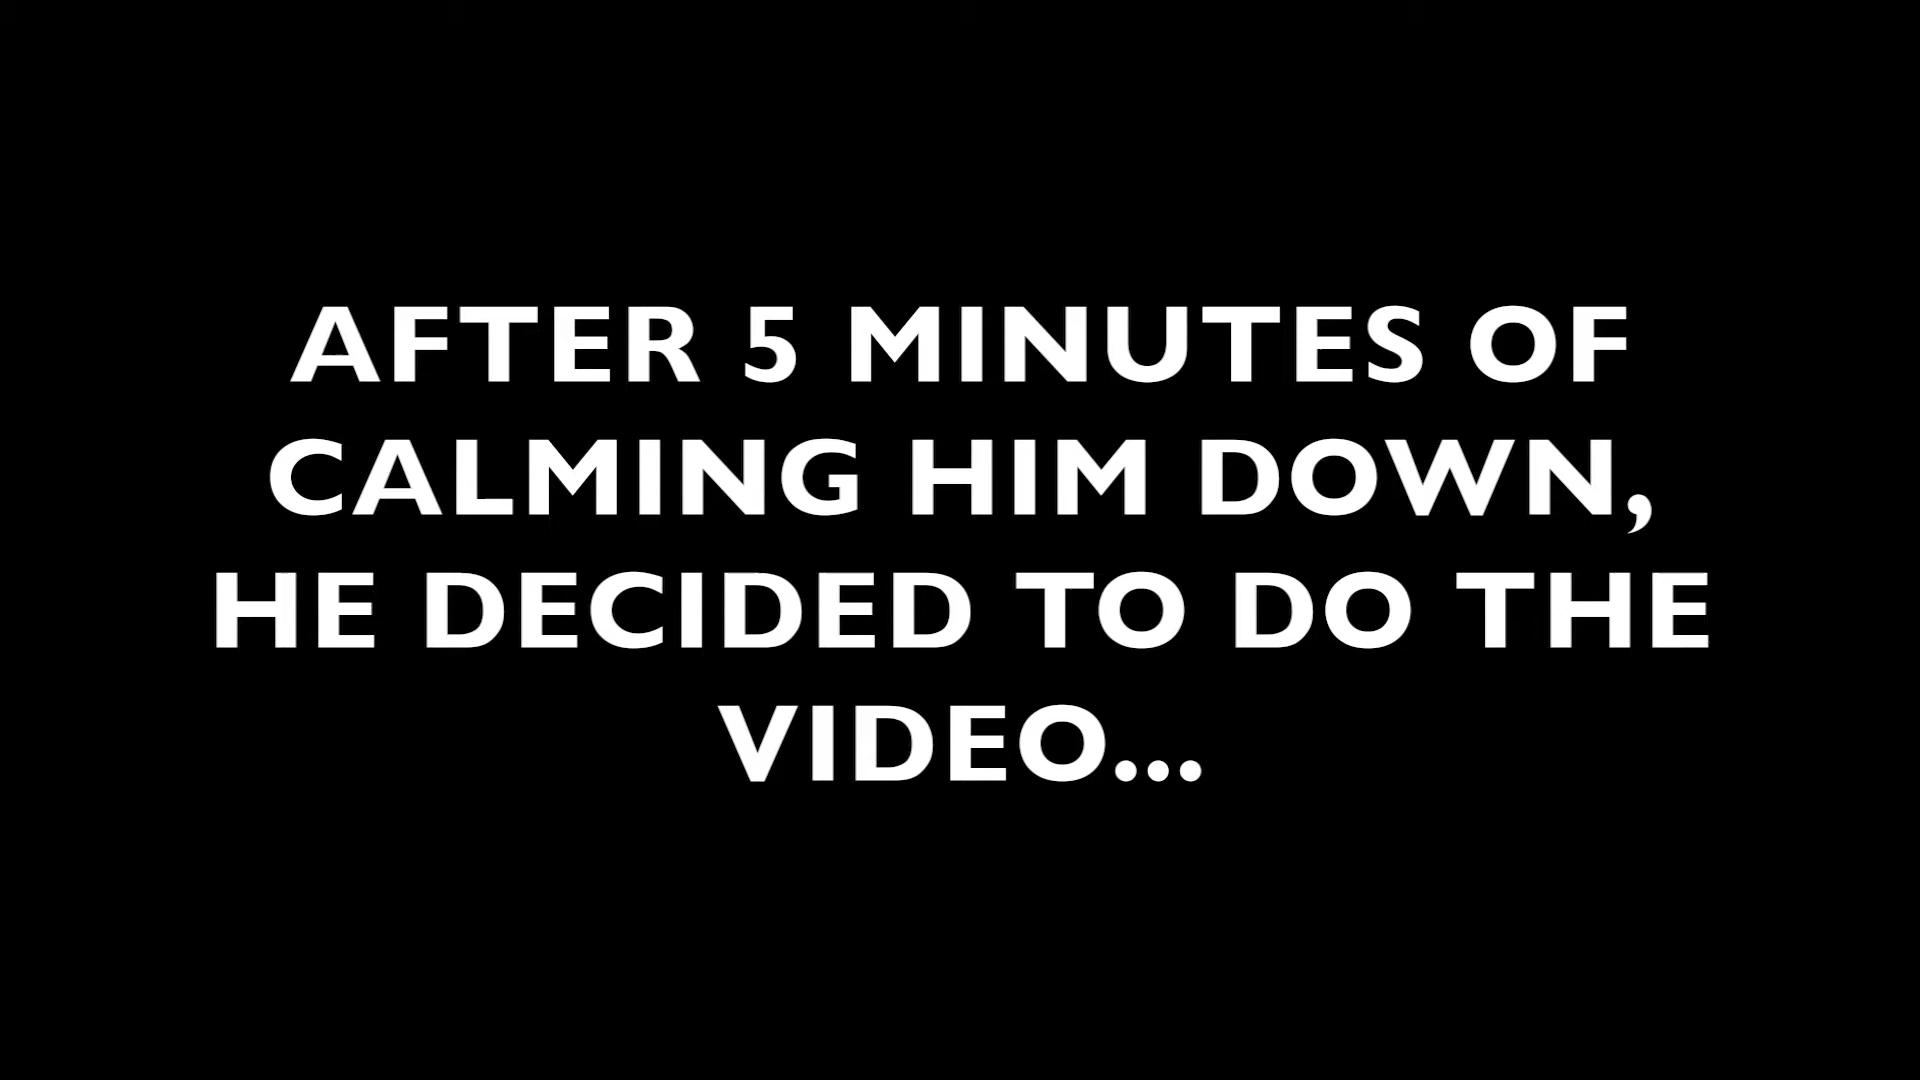 AFTER 5 MINUTES OF
CALMING HIM DOWN,
HE DECIDED TO DO THE
VIDEO...